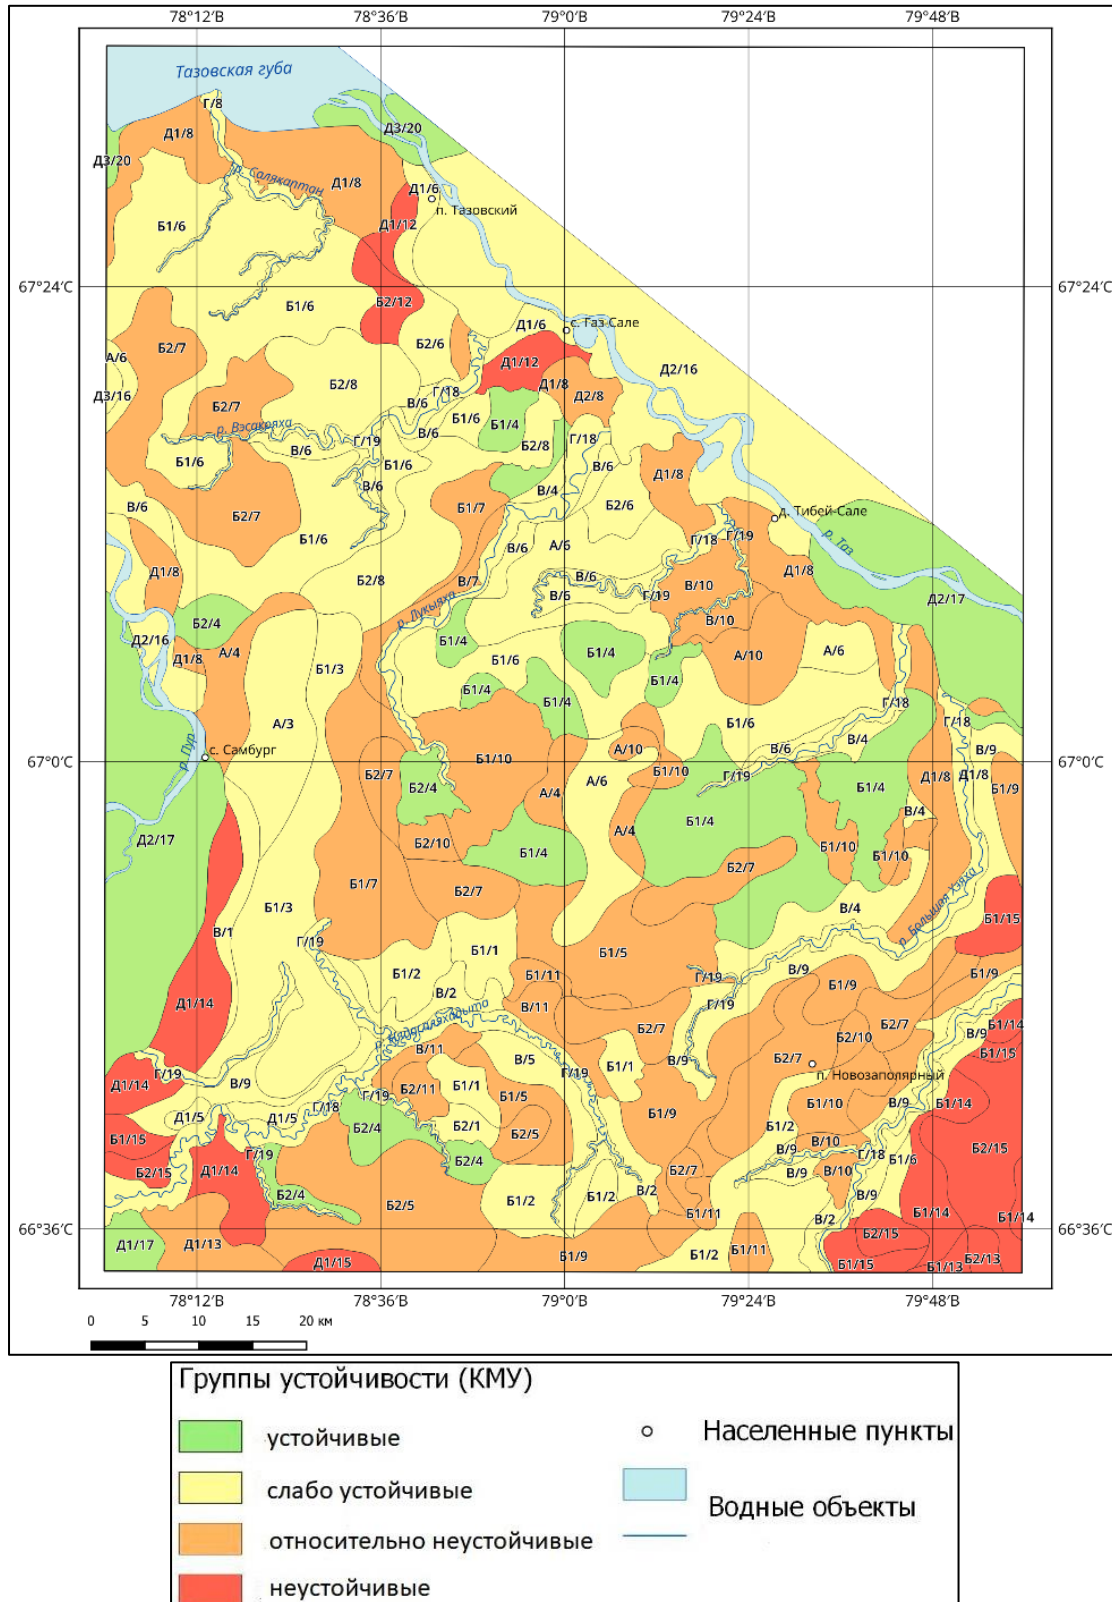 78°12′В 78°36′В 79°0′В 79°24′В 79°48′В
Тазовская губа
Г/8
Д1/8
Д3/20
Д3/20
р. Салякаптан
Д1/8
Д1/6
п. Тазовский
Д1/12
Б1/6
67°24′С 67°24′С
Б1/6
Б2/12
Д1/6
с. Газ-Сале
Б2/7
Б2/6
А/6
Д1/12
Д2/16
Б2/8
Д1/8
Д3/16
Г/18
Д2/8
Б2/7
В/6
Б1/6
Б1/4
р. Вэсакояха
В/6
Г/19
Б2/8
Г/18
В/6
Б1/6
Б1/6
В/6
Д1/8
В/6
В/4
В/6
Б1/7
Б2/6
Б2/7
д. Тибей-Сале
Б1/6
В/6
А/6
Г/18
Г/19
р. Таз
Д1/8
Б2/8
В/7
В/6
В/10
Д1/8
В/6
Г/19
Д2/17
Б2/4
р. Лукыяха
В/10
Д2/16
Б1/4
А/4
Б1/4
А/6
Д1/8
Б1/3
Б1/6
А/10
Б1/4
Б1/4
Б1/4
Г/18
А/3
Б1/6
Г/18
р. Пур
с. Самбург
А/10
В/6
В/4
В/9
67°0′С 67°0′С
Б1/10
Б2/7
Б1/10
Г/19
Д1/8
Д1/8
Б2/4
А/6
Б1/4
Б1/9
А/4
В/4
Д2/17
Б1/4
А/4
Б2/10
Б1/4
Б1/10
Б1/10
Б2/7
Б1/7
Б2/7
Б1/3
В/4
Б1/15
В/1
р. Большая Хэяха
Г/19
Б1/1
Б1/5
Б1/2
Б1/11
Г/19
В/9
Б1/9
Б1/9
В/2
Г/19
Д1/14
В/11
Б2/7
Б2/10
Б2/7
В/9
Б1/14
В/11
В/5
Б1/15
В/9
Б2/7
Г/19
Б1/1
Г/19
п. Новозаполярный
Д1/14
В/9
Б2/11
Б1/1
Б1/5
Г/19
Б1/10
В/9
Б1/14
Д1/5
Д1/5
Г/18
Б1/9
Б2/4
Б2/1
Б2/5
Б1/2
Б1/15
В/10
Г/19
В/9
Г/18
Б1/6
Б2/15
Б2/15
Д1/14
Б2/4
Б2/7
В/9
В/10
Б2/4
Б1/2
Б1/2
В/2
В/9
Б2/5
Б1/11
В/2
Б1/14
Б1/14
66°36′С 66°36′С
Д1/17
Д1/13
Б2/15
Д1/15
Б1/9
Б1/2
Б1/11
Б1/15
Б1/13
Б2/13
78°12′В 78°36′В 79°0′В 79°24′В 79°48′В
0 5 10 15 20 км
Группы устойчивости (КМУ)
устойчивые
слабо устойчивые
относительно неустойчивые
неустойчивые
Населенные пункты
Водные объекты